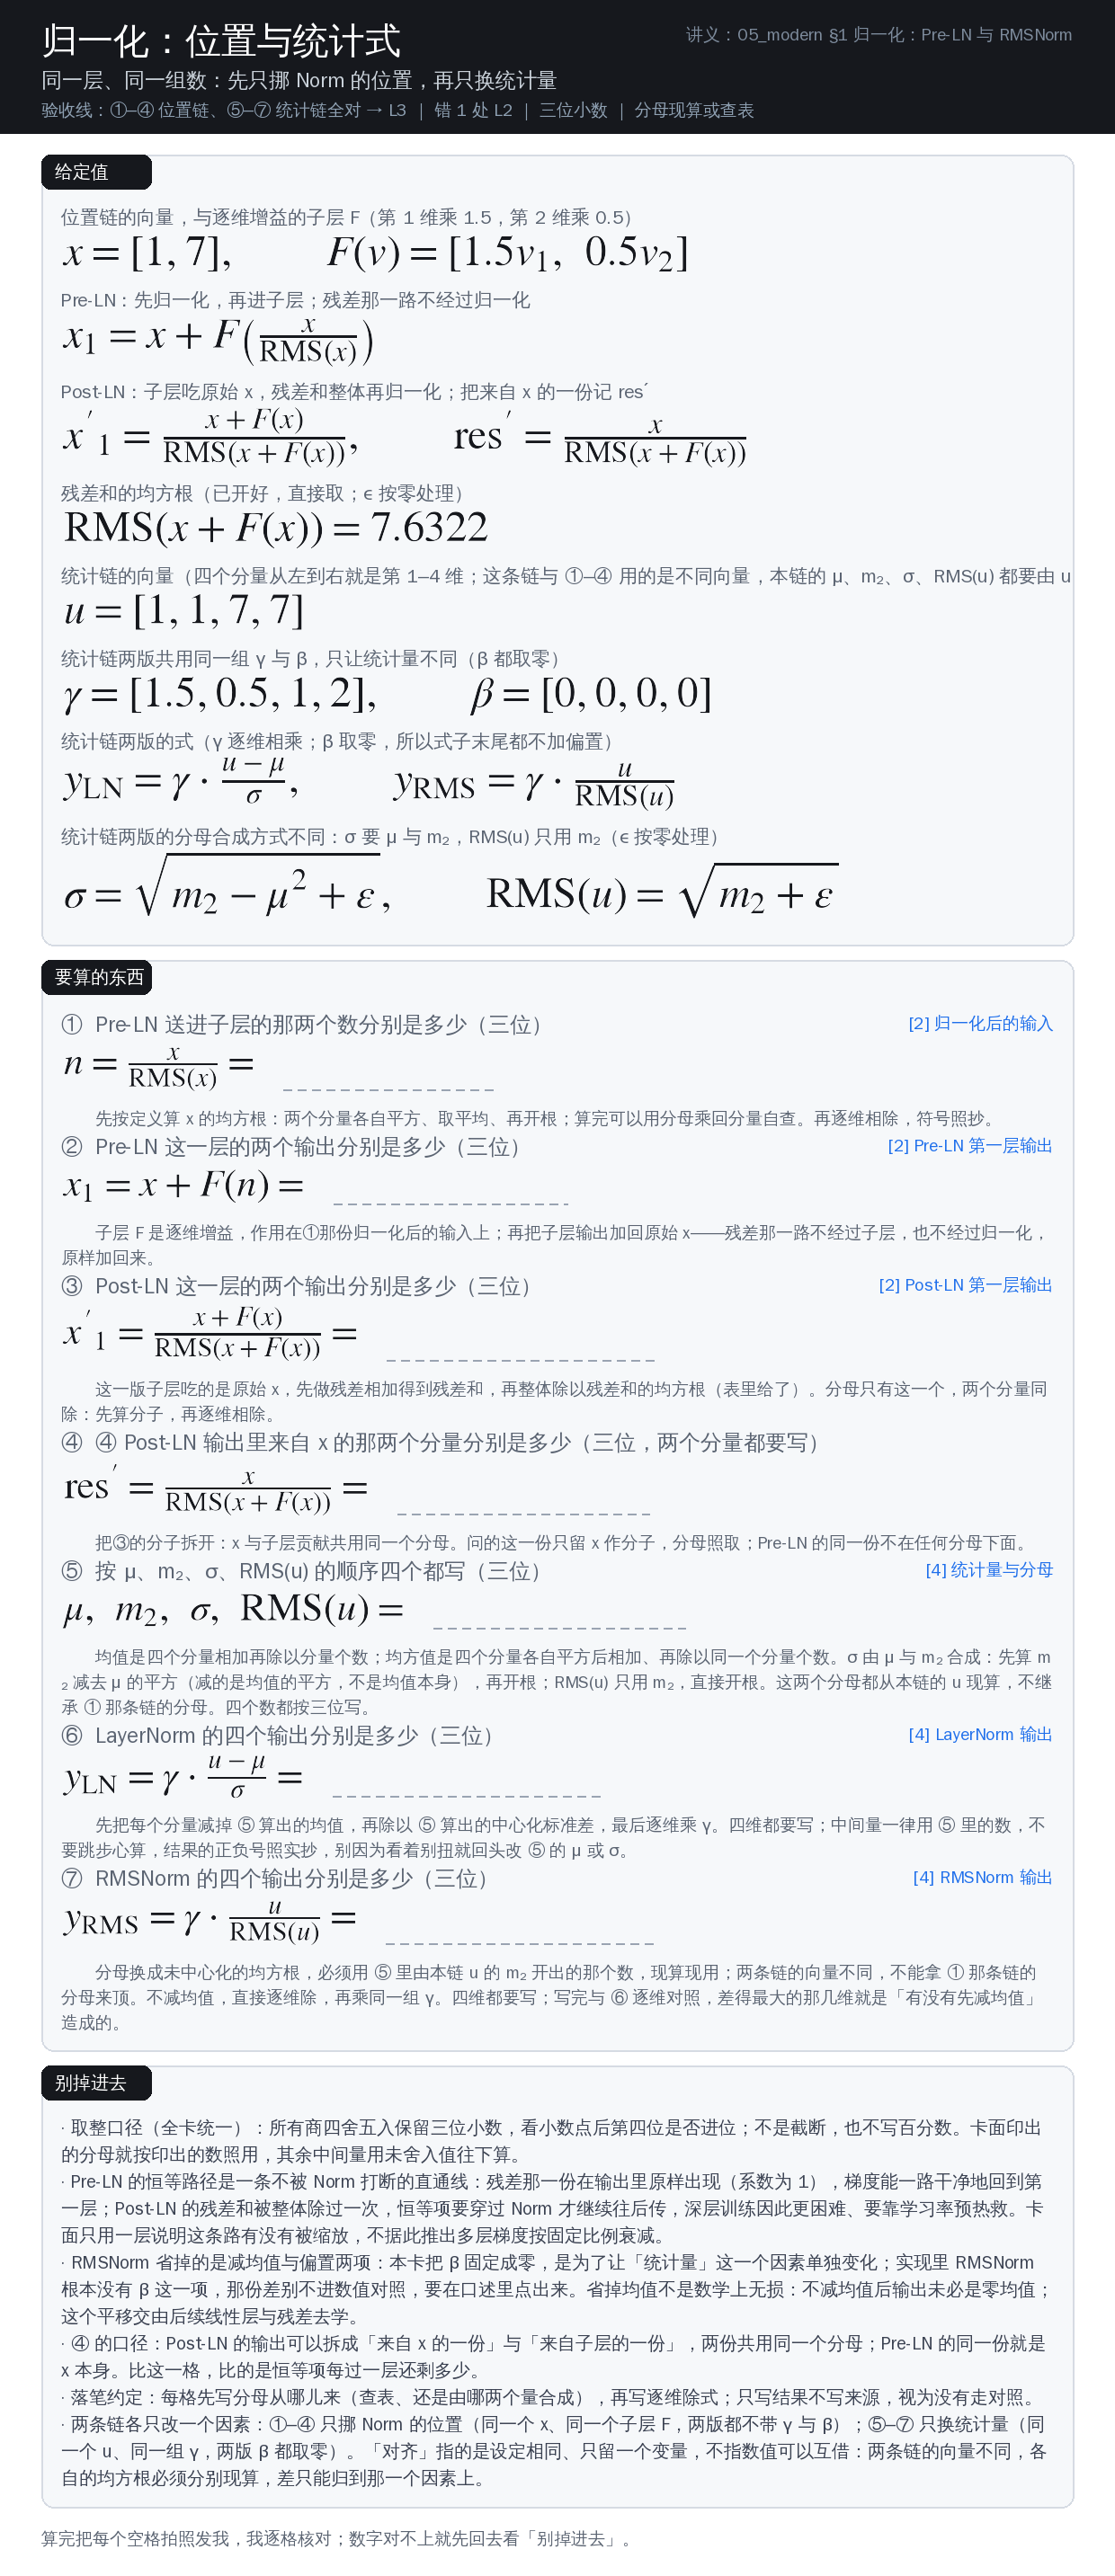 归一化：位置与统计式
讲义：05_modern §1 归一化：Pre-LN 与 RMSNorm
同一层、同一组数：先只挪 Norm 的位置，再只换统计量
验收线：①–④ 位置链、⑤–⑦ 统计链全对 → L3 ｜ 错 1 处 L2 ｜ 三位小数 ｜ 分母现算或查表
给定值
位置链的向量，与逐维增益的子层 F（第 1 维乘 1.5，第 2 维乘 0.5）
x = [1, 7],  F(v) = [1.5v₁, 0.5v₂]
Pre-LN：先归一化，再进子层；残差那一路不经过归一化
x₁ = x + F(x / RMS(x))
Post-LN：子层吃原始 x，残差和整体再归一化；把来自 x 的一份记 res′
x′₁ = (x + F(x)) / RMS(x + F(x)),  res′ = x / RMS(x + F(x))
残差和的均方根（已开好，直接取；ϵ 按零处理）
RMS(x + F(x)) = 7.6322
统计链的向量（四个分量从左到右就是第 1–4 维；这条链与 ①–④ 用的是不同向量，本链的 μ、m₂、σ、RMS(u) 都要由 u
u = [1, 1, 7, 7]
统计链两版共用同一组 γ 与 β，只让统计量不同（β 都取零）
γ = [1.5, 0.5, 1, 2],  β = [0, 0, 0, 0]
统计链两版的式（γ 逐维相乘；β 取零，所以式子末尾都不加偏置）
y_LN = γ · (u − μ) / σ,  y_RMS = γ · u / RMS(u)
统计链两版的分母合成方式不同：σ 要 μ 与 m₂，RMS(u) 只用 m₂（ϵ 按零处理）
σ = √(m₂ − μ² + ε),  RMS(u) = √(m₂ + ε)
要算的东西
① Pre-LN 送进子层的那两个数分别是多少（三位）
[2] 归一化后的输入
n = x / RMS(x) =
先按定义算 x 的均方根：两个分量各自平方、取平均、再开根；算完可以用分母乘回分量自查。再逐维相除，符号照抄。
② Pre-LN 这一层的两个输出分别是多少（三位）
[2] Pre-LN 第一层输出
x₁ = x + F(n) =
子层 F 是逐维增益，作用在①那份归一化后的输入上；再把子层输出加回原始 x——残差那一路不经过子层，也不经过归一化，
原样加回来。
③ Post-LN 这一层的两个输出分别是多少（三位）
[2] Post-LN 第一层输出
x′₁ = (x + F(x)) / RMS(x + F(x)) =
这一版子层吃的是原始 x，先做残差相加得到残差和，再整体除以残差和的均方根（表里给了）。分母只有这一个，两个分量同
除：先算分子，再逐维相除。
④ ④ Post-LN 输出里来自 x 的那两个分量分别是多少（三位，两个分量都要写）
res′ = x / RMS(x + F(x)) =
把③的分子拆开：x 与子层贡献共用同一个分母。问的这一份只留 x 作分子，分母照取；Pre-LN 的同一份不在任何分母下面。
⑤ 按 μ、m₂、σ、RMS(u) 的顺序四个都写（三位）
[4] 统计量与分母
μ, m₂, σ, RMS(u) =
均值是四个分量相加再除以分量个数；均方值是四个分量各自平方后相加、再除以同一个分量个数。σ 由 μ 与 m₂ 合成：先算 m
₂ 减去 μ 的平方（减的是均值的平方，不是均值本身），再开根；RMS(u) 只用 m₂，直接开根。这两个分母都从本链的 u 现算，不继
承 ① 那条链的分母。四个数都按三位写。
⑥ LayerNorm 的四个输出分别是多少（三位）
[4] LayerNorm 输出
y_LN = γ · (u − μ) / σ =
先把每个分量减掉 ⑤ 算出的均值，再除以 ⑤ 算出的中心化标准差，最后逐维乘 γ。四维都要写；中间量一律用 ⑤ 里的数，不
要跳步心算，结果的正负号照实抄，别因为看着别扭就回头改 ⑤ 的 μ 或 σ。
⑦ RMSNorm 的四个输出分别是多少（三位）
[4] RMSNorm 输出
y_RMS = γ · u / RMS(u) =
分母换成未中心化的均方根，必须用 ⑤ 里由本链 u 的 m₂ 开出的那个数，现算现用；两条链的向量不同，不能拿 ① 那条链的
分母来顶。不减均值，直接逐维除，再乘同一组 γ。四维都要写；写完与 ⑥ 逐维对照，差得最大的那几维就是「有没有先减均值」
造成的。
别掉进去
· 取整口径（全卡统一）：所有商四舍五入保留三位小数，看小数点后第四位是否进位；不是截断，也不写百分数。卡面印出
的分母就按印出的数照用，其余中间量用未舍入值往下算。
· Pre-LN 的恒等路径是一条不被 Norm 打断的直通线：残差那一份在输出里原样出现（系数为 1），梯度能一路干净地回到第
一层；Post-LN 的残差和被整体除过一次，恒等项要穿过 Norm 才继续往后传，深层训练因此更困难、要靠学习率预热救。卡
面只用一层说明这条路有没有被缩放，不据此推出多层梯度按固定比例衰减。
· RMSNorm 省掉的是减均值与偏置两项：本卡把 β 固定成零，是为了让「统计量」这一个因素单独变化；实现里 RMSNorm
根本没有 β 这一项，那份差别不进数值对照，要在口述里点出来。省掉均值不是数学上无损：不减均值后输出未必是零均值；
这个平移交由后续线性层与残差去学。
· ④ 的口径：Post-LN 的输出可以拆成「来自 x 的一份」与「来自子层的一份」，两份共用同一个分母；Pre-LN 的同一份就是
x 本身。比这一格，比的是恒等项每过一层还剩多少。
· 落笔约定：每格先写分母从哪儿来（查表、还是由哪两个量合成），再写逐维除式；只写结果不写来源，视为没有走对照。
· 两条链各只改一个因素：①–④ 只挪 Norm 的位置（同一个 x、同一个子层 F，两版都不带 γ 与 β）；⑤–⑦ 只换统计量（同
一个 u、同一组 γ，两版 β 都取零）。「对齐」指的是设定相同、只留一个变量，不指数值可以互借：两条链的向量不同，各
自的均方根必须分别现算，差只能归到那一个因素上。
算完把每个空格拍照发我，我逐格核对；数字对不上就先回去看「别掉进去」。